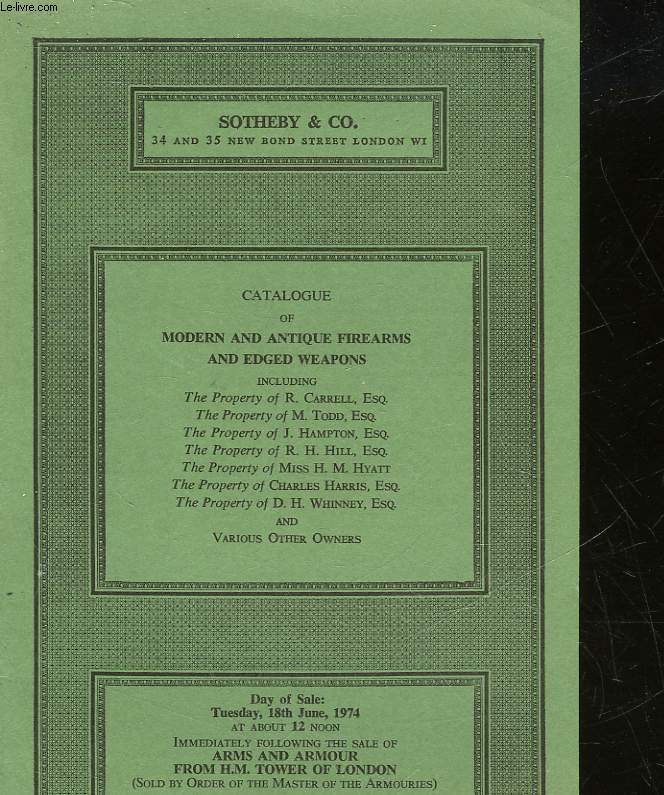 Le-livre.com
SOTHEBY & CO.
34 AND 35 NEW BOND STREET LONDON WI
CATALOGUE
OF
MODERN AND ANTIQUE FIREARMS
AND EDGED WEAPONS
INCLUDING
The Property of R. CARRELL, ESQ.
The Property of M. TODD, ESQ.
The Property of J. HAMPTON, ESQ.
The Property of R. H. HILL, ESQ.
The Property of MISS H. M. HYATT
The Property of CHARLES HARRIS, ESQ.
The Property of D. H. WHINNEY, ESQ.
AND
VARIOUS OTHER OWNERS
Day of Sale:
Tuesday, 18th June, 1974
AT ABOUT 12 NOON
IMMEDIATELY FOLLOWING THE SALE OF
ARMS AND ARMOUR
FROM H.M. TOWER OF LONDON
(SOLD BY ORDER OF THE MASTER OF THE ARMOURIES)